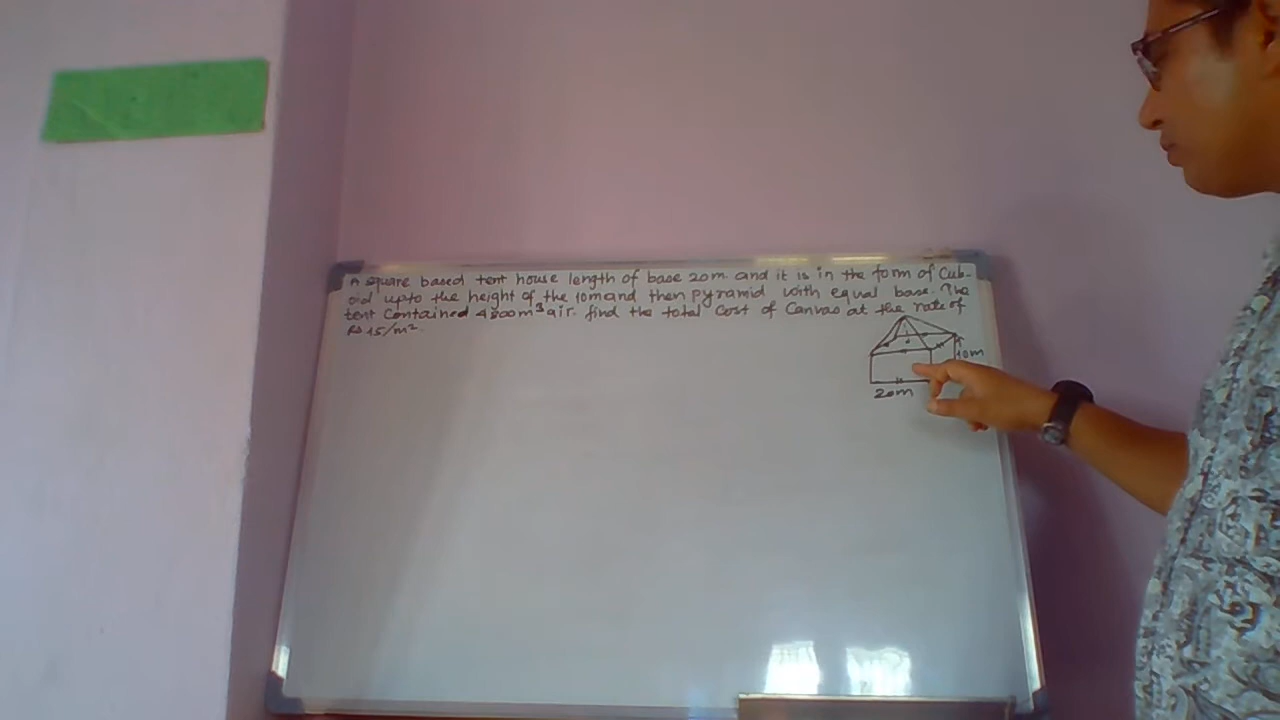 A square based tent house length of base 20m and it is in the form of Cub-
oid upto the height of the 10m and then pyramid with equal base. The
tent contained 4800m³ air. find the total cost of Canvas at the rate of
Rs 15/m².
10m
20m